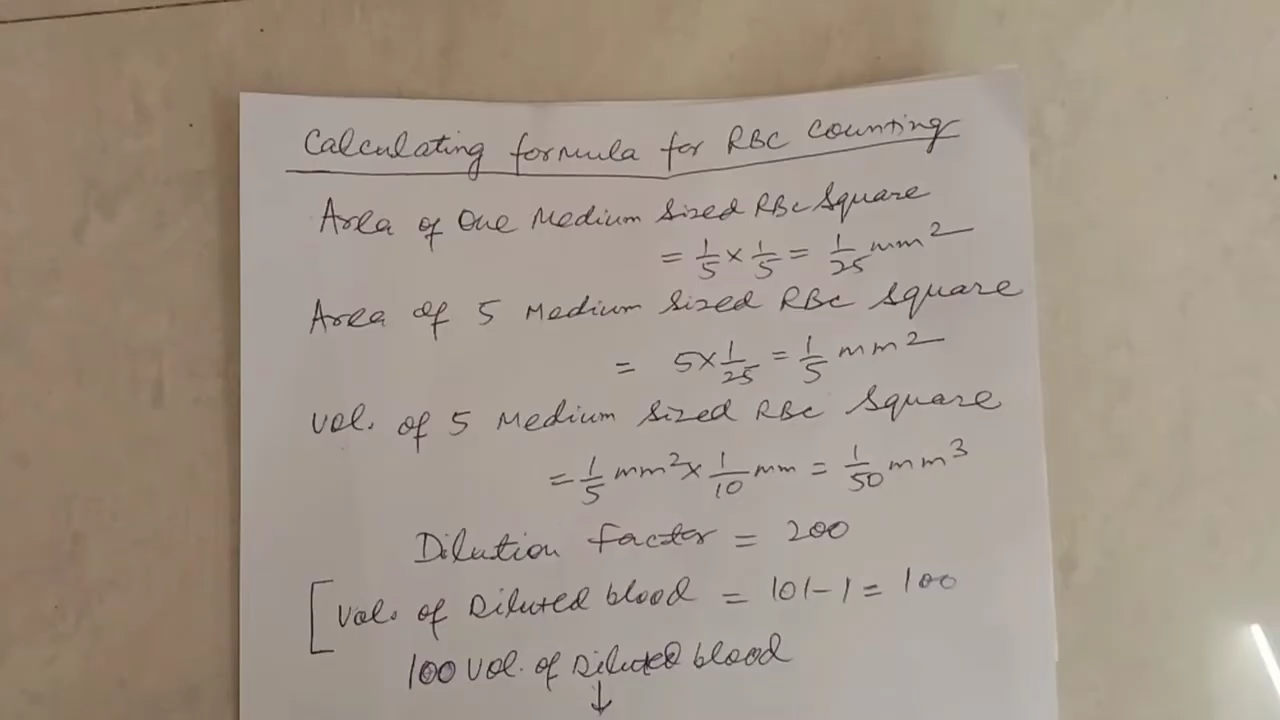 Calculating formula for RBC Counting
Area of One Medium Sized RBC Square
= 1/5 × 1/5 = 1/25 mm²
Area of 5 Medium Sized RBC Square
= 5 × 1/25 = 1/5 mm²
Vol. of 5 Medium Sized RBC Square
= 1/5 mm² × 1/10 mm = 1/50 mm³
Dilution Factor = 200
[Vol. of Diluted blood = 101 - 1 = 100
100 Vol. of Diluted blood
↓